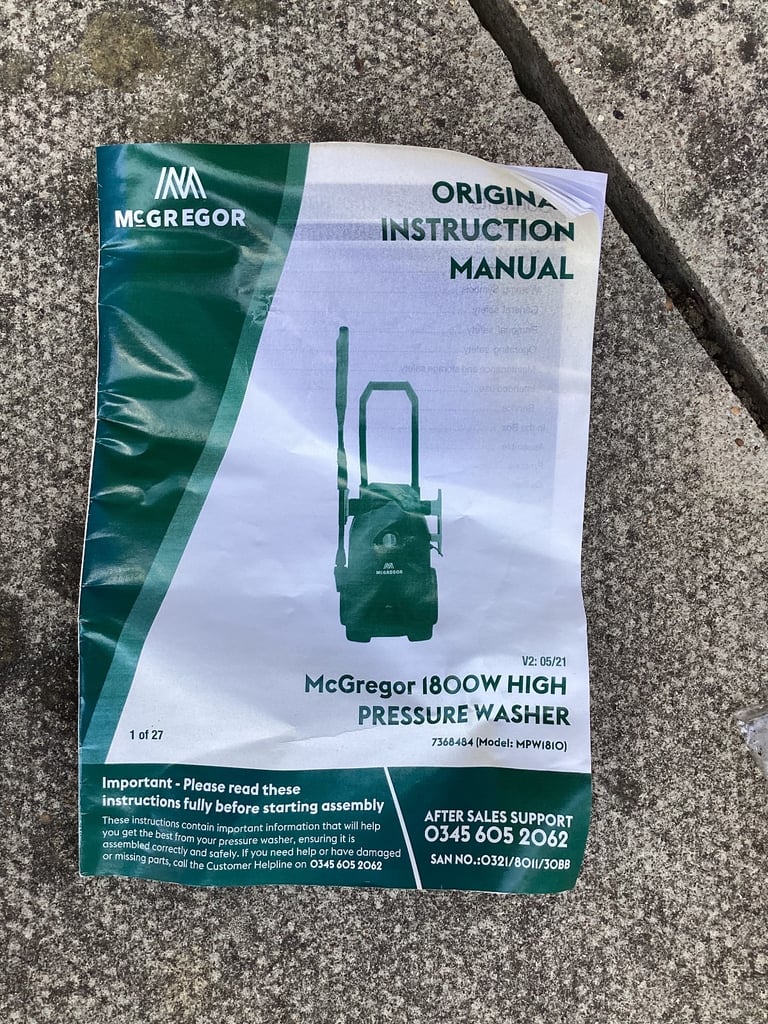 McGREGOR
ORIGINA
INSTRUCTION
MANUAL
McGREGOR
V2: 05/21
McGregor 1800W HIGH
PRESSURE WASHER
1 of 27
7368484 (Model: MPW1810)
Important - Please read these
instructions fully before starting assembly
These instructions contain important information that will help
you get the best from your pressure washer, ensuring it is
assembled correctly and safely. If you need help or have damaged
or missing parts, call the Customer Helpline on 0345 605 2062
AFTER SALES SUPPORT
0345 605 2062
SAN NO.:0321/8011/30BB